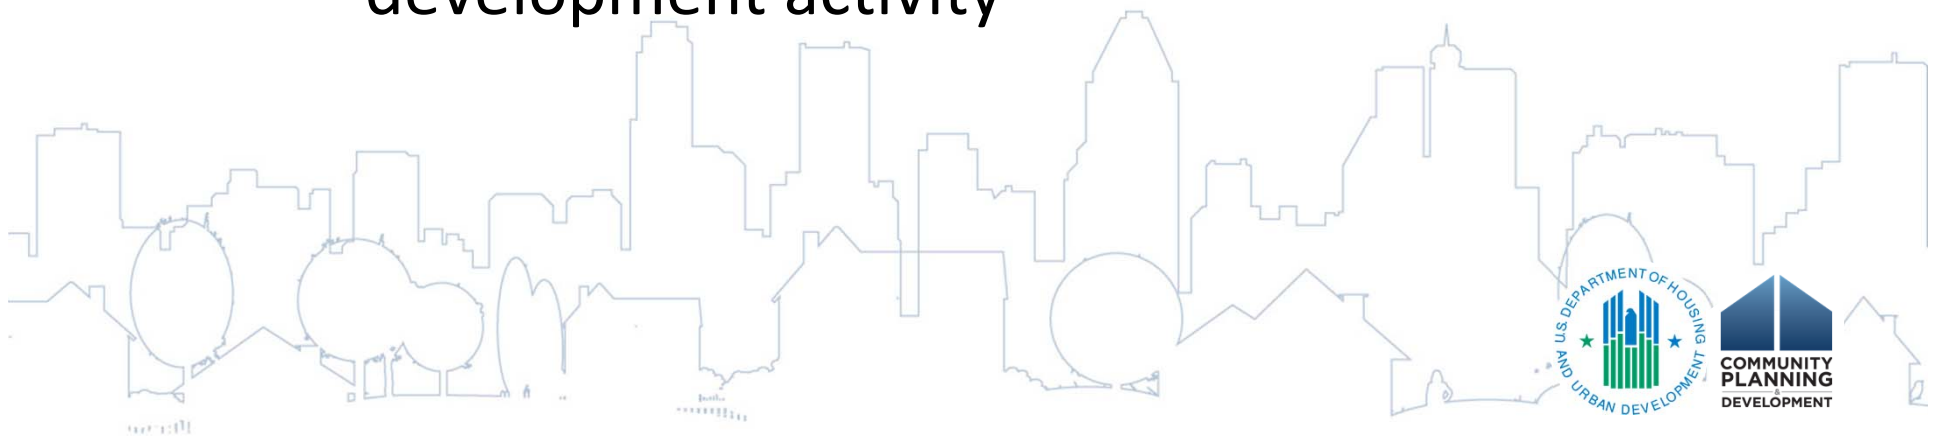 development activity
U.S. DEPARTMENT OF HOUSING
AND URBAN DEVELOPMENT
COMMUNITY
PLANNING
&
DEVELOPMENT